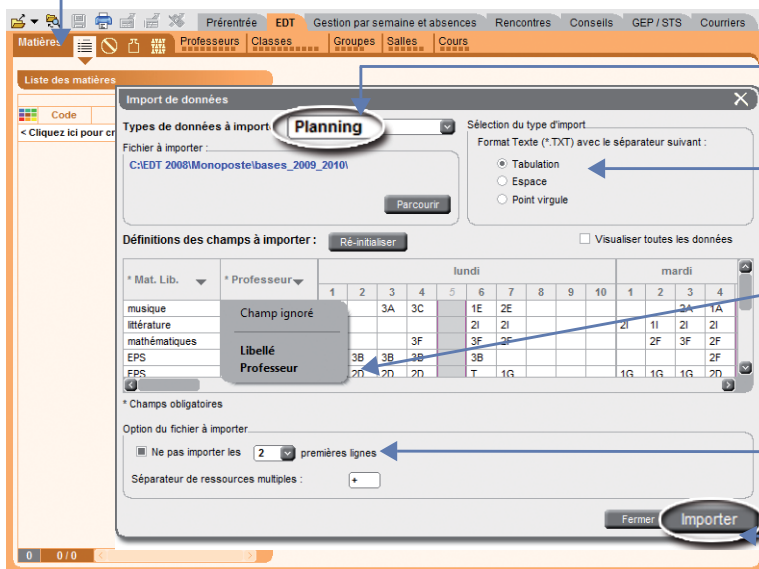 Prérentrée EDT Gestion par semaine et absences Rencontres Conseils GEP / STS Courriers
Matières Professeurs Classes Groupes Salles Cours
Liste des matières
Code
< Cliquez ici pour cr
Import de données
Types de données à import Planning
Fichier à importer :
C:\EDT 2008\Monoposte\bases_2009_2010\
Parcourir
Sélection du type d'import
Format Texte (*.TXT) avec le séparateur suivant :
Tabulation
Espace
Point virgule
Définitions des champs à importer : Ré-initialiser Visualiser toutes les données
* Mat. Lib. * Professeur lundi mardi
1 2 3 4 5 6 7 8 9 10 1 2 3 4
musique 3A 3C 1E 2E 2A 1A
littérature 2I 2I 2I 1I 2I 2I
mathématiques 3F 3F 2F 2F 3F 2F
EPS 3B 3B 3B 3B 2F
EPS 2D 2D 2D T 1G 1G 1G 1G 2D
Champ ignoré
Libellé
Professeur
* Champs obligatoires
Option du fichier à importer
Ne pas importer les 2 premières lignes
Séparateur de ressources multiples : +
Fermer Importer
0 0 / 0